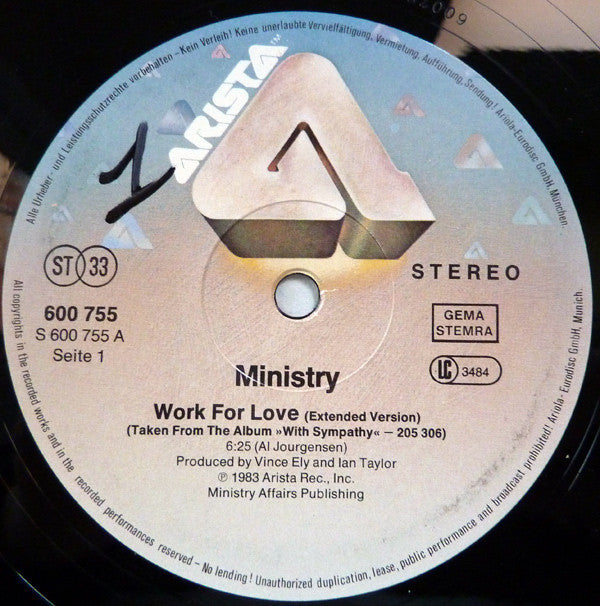 Alle Urheber- und Leistungsschutzrechte vorbehalten - Kein Verleih! Keine unerlaubte Vervielfältigung, Vermietung, Aufführung, Sendung! Ariola-Eurodisc GmbH, München.
1
ARISTA™
ST 33
STEREO
600 755
S 600 755 A
Seite 1
GEMA
STEMRA
LC 3484
Ministry
Work For Love (Extended Version)
(Taken From The Album »With Sympathy« – 205 306)
6:25 (Al Jourgensen)
Produced by Vince Ely and Ian Taylor
℗ 1983 Arista Rec., Inc.
Ministry Affairs Publishing
All copyrights in the recorded works and in the recorded performances reserved - No lending! Unauthorized duplication, lease, public performance and broadcast prohibited! Ariola-Eurodisc GmbH, Munich.